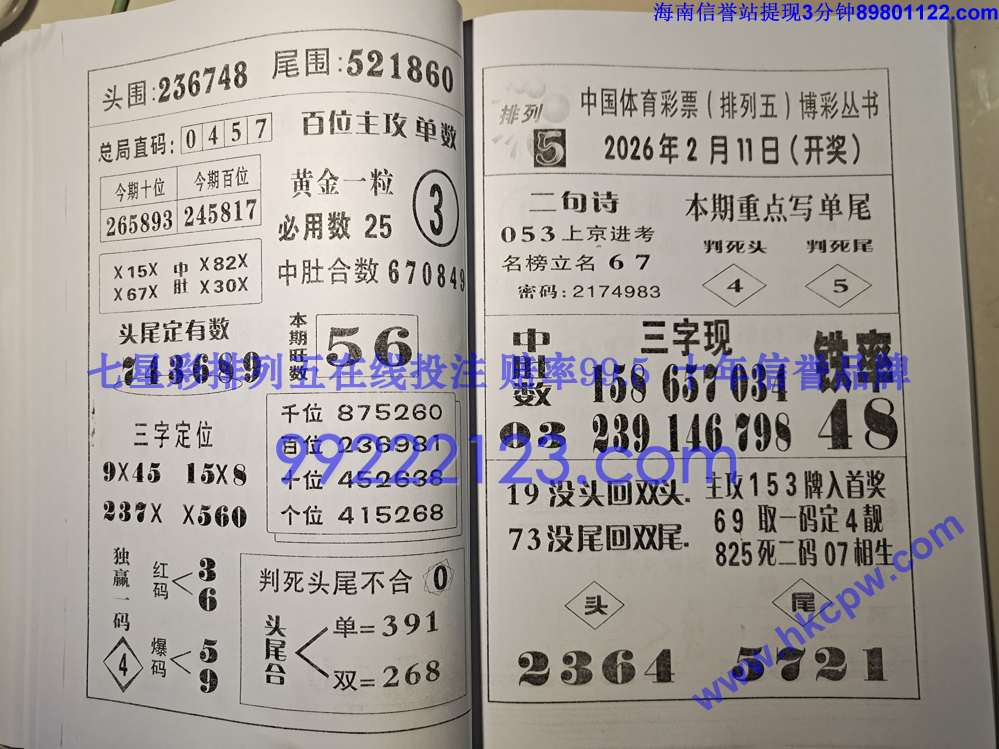 海南信誉站提现3分钟89801122.com
头围:236748 尾围:521860
总局直码: 0 4 5 7
百位主攻单数
今期十位 今期百位
265893 245817
黄金一粒
必用数 25
3
X15X 中 X82X
X67X 肚 X30X
中肚合数 670849
头尾定有数
743689
本期旺数
56
三字定位
9X45 15X8
237X X560
千位 875260
百位 236981
十位 452638
个位 415268
独赢一码
4
红码
3
6
爆码
5
9
判死头尾不合 0
头尾合
单=391
双=268
排列
5
中国体育彩票(排列五)博彩丛书
2026年2月11日(开奖)
二句诗
053上京进考
名榜立名67
密码:2174983
本期重点写单尾
判死头 判死尾
4 5
中肚数
03
三字现
158 657 034
239 146 798
铁率
48
19没头回双头.
73没尾回双尾.
主攻153牌入首奖
69取一码定4靓
825死二码07相生
头 尾
2364 5721
七星彩排列五在线投注 赔率99.5 十年信誉品牌
99222123.com
www.hkcpw.com